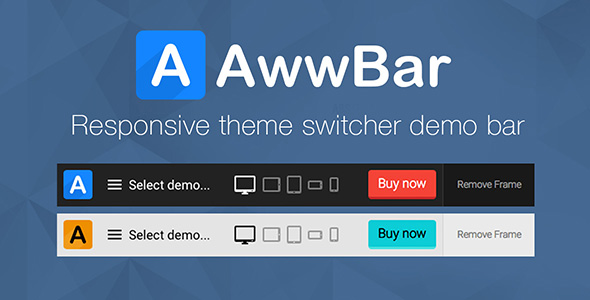 A AwwBar
Responsive theme switcher demo bar
A Select demo... Buy now Remove Frame
A Select demo... Buy now Remove Frame